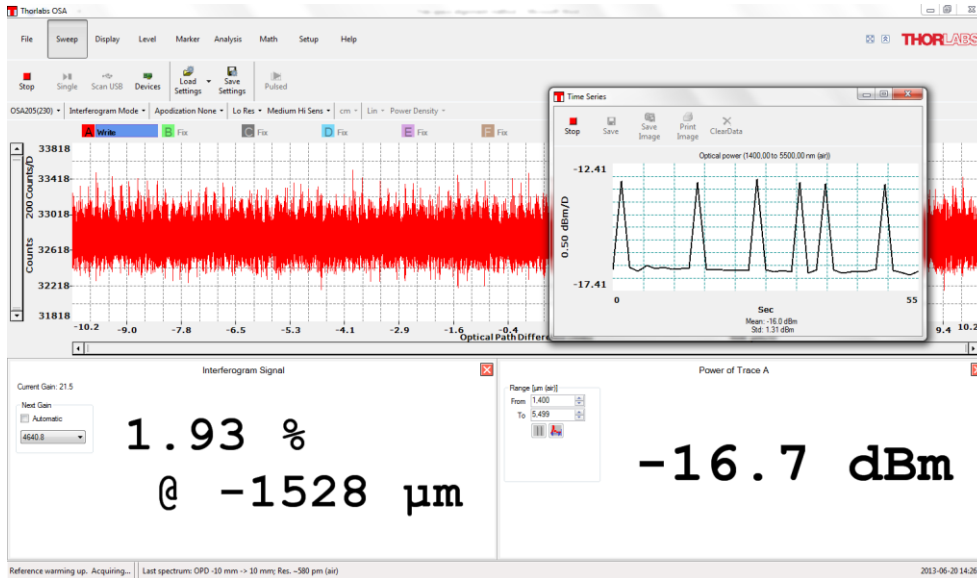 Thorlabs OSA
File Sweep Display Level Marker Analysis Math Setup Help
THORLABS
Stop Single Scan USB Devices Load Settings Save Settings Pulsed
OSA205(230) Interferogram Mode Apodization None Lo Res Medium Hi Sens cm Lin Power Density
A Write B Fix C Fix D Fix E Fix F Fix
33818
33418
33018
32618
32218
31818
Counts 200 Counts/D
-10.2 -9.0 -7.8 -6.5 -5.3 -4.1 -2.9 -1.6 -0.4 9.4 10.2
Optical Path Differ
Time Series
Stop Save Save Image Print Image ClearData
Optical power (1400.00 to 5500.00 nm (air))
-12.41
0.50 dBm/D
-17.41
0 55
Sec
Mean: -16.0 dBm
Std: 1.31 dBm
Interferogram Signal
Current Gain: 21.5
Next Gain
Automatic
4640.8
1.93 %
@ -1528 µm
Power of Trace A
Range [µm (air)]
From 1,400
To 5,499
-16.7 dBm
Reference warming up. Acquiring... Last spectrum: OPD -10 mm -> 10 mm; Res. ~580 pm (air) 2013-06-20 14:26